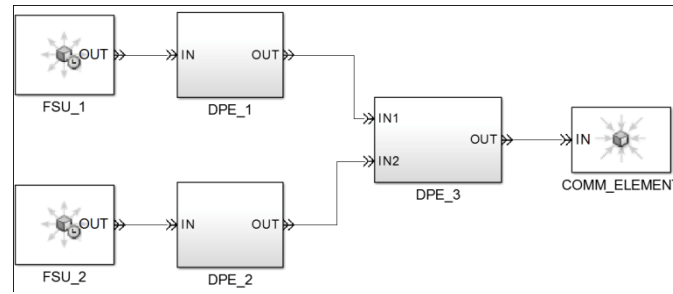 OUT
FSU_1
IN
OUT
DPE_1
IN1
IN2
OUT
DPE_3
IN
COMM_ELEMENT
OUT
FSU_2
IN
OUT
DPE_2